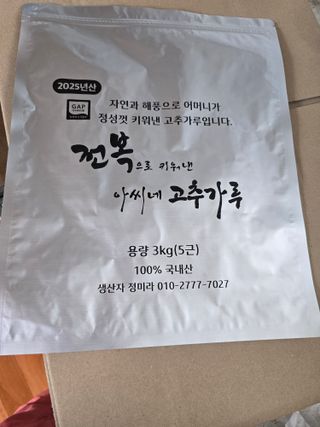 2025년산
GAP
자연과 해풍으로 어머니가
정성껏 키워낸 고추가루입니다.
전복으로 키워낸
아씨네 고추가루
용량 3kg(5근)
100% 국내산
생산자 정미라 010-2777-7027